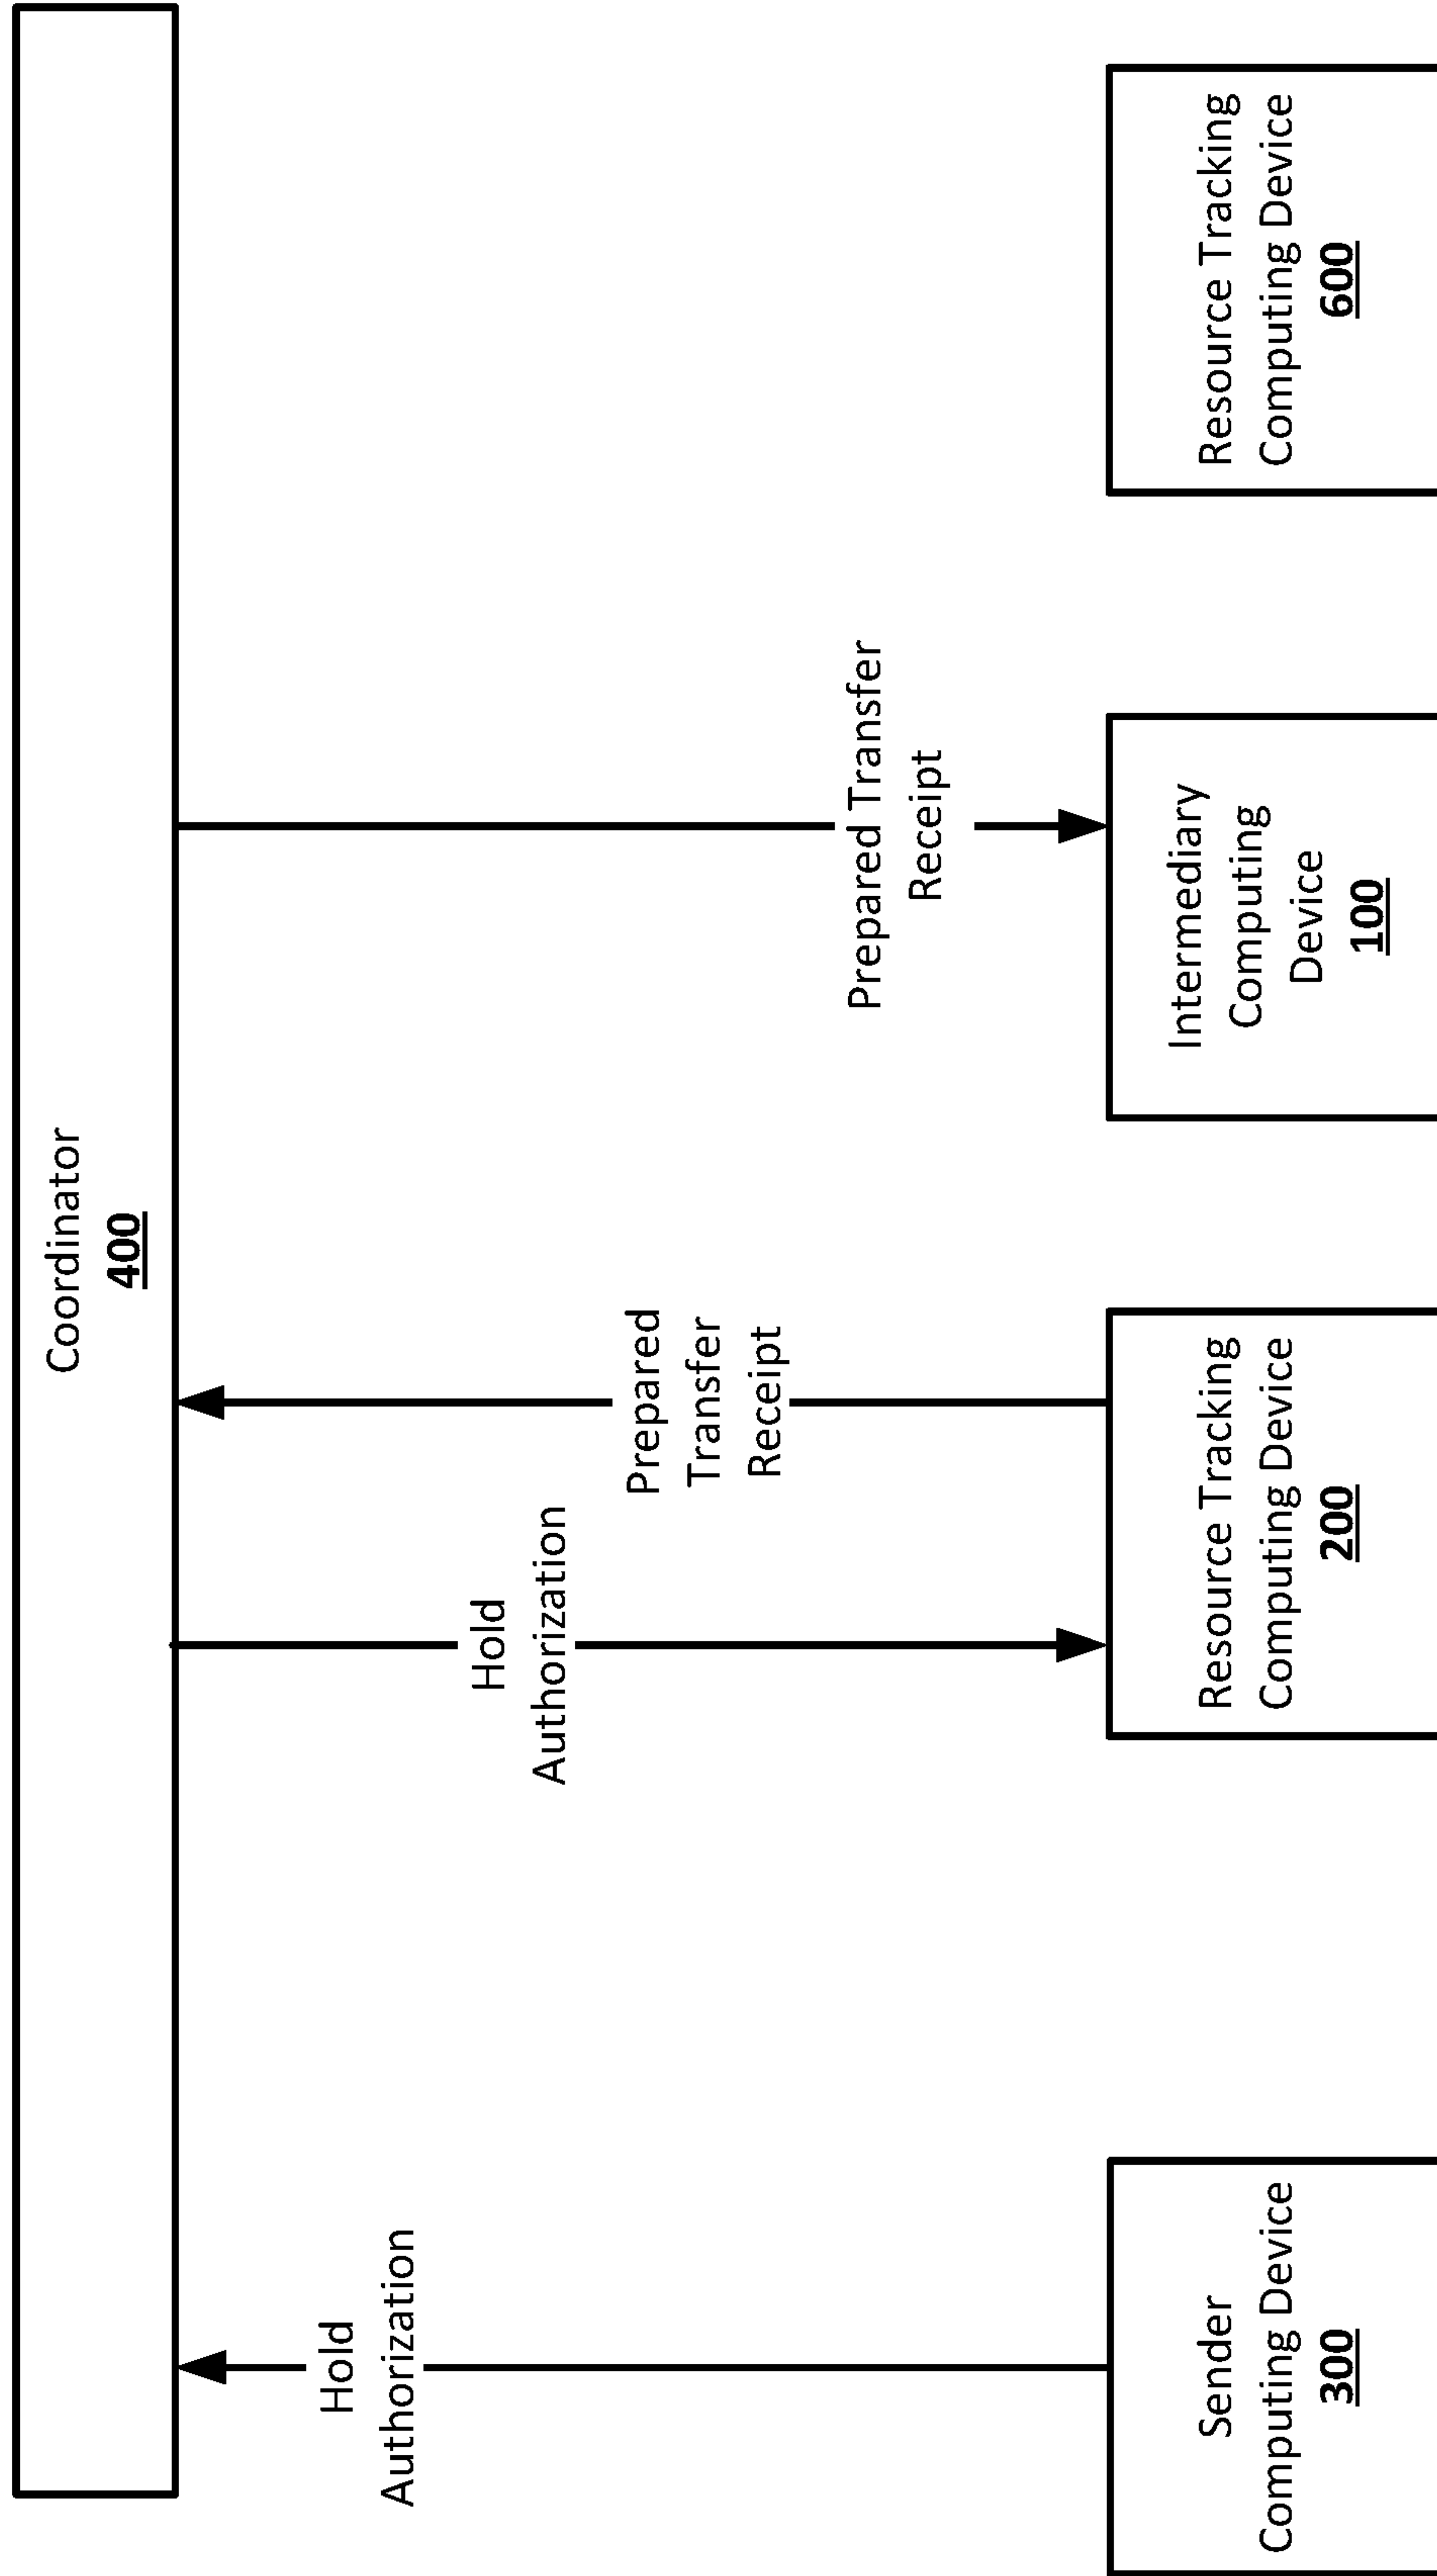 Coordinator
400
Hold
Authorization
Hold
Authorization
Prepared
Transfer
Receipt
Prepared Transfer
Receipt
Sender
Computing Device
300
Resource Tracking
Computing Device
200
Intermediary
Computing
Device
100
Resource Tracking
Computing Device
600